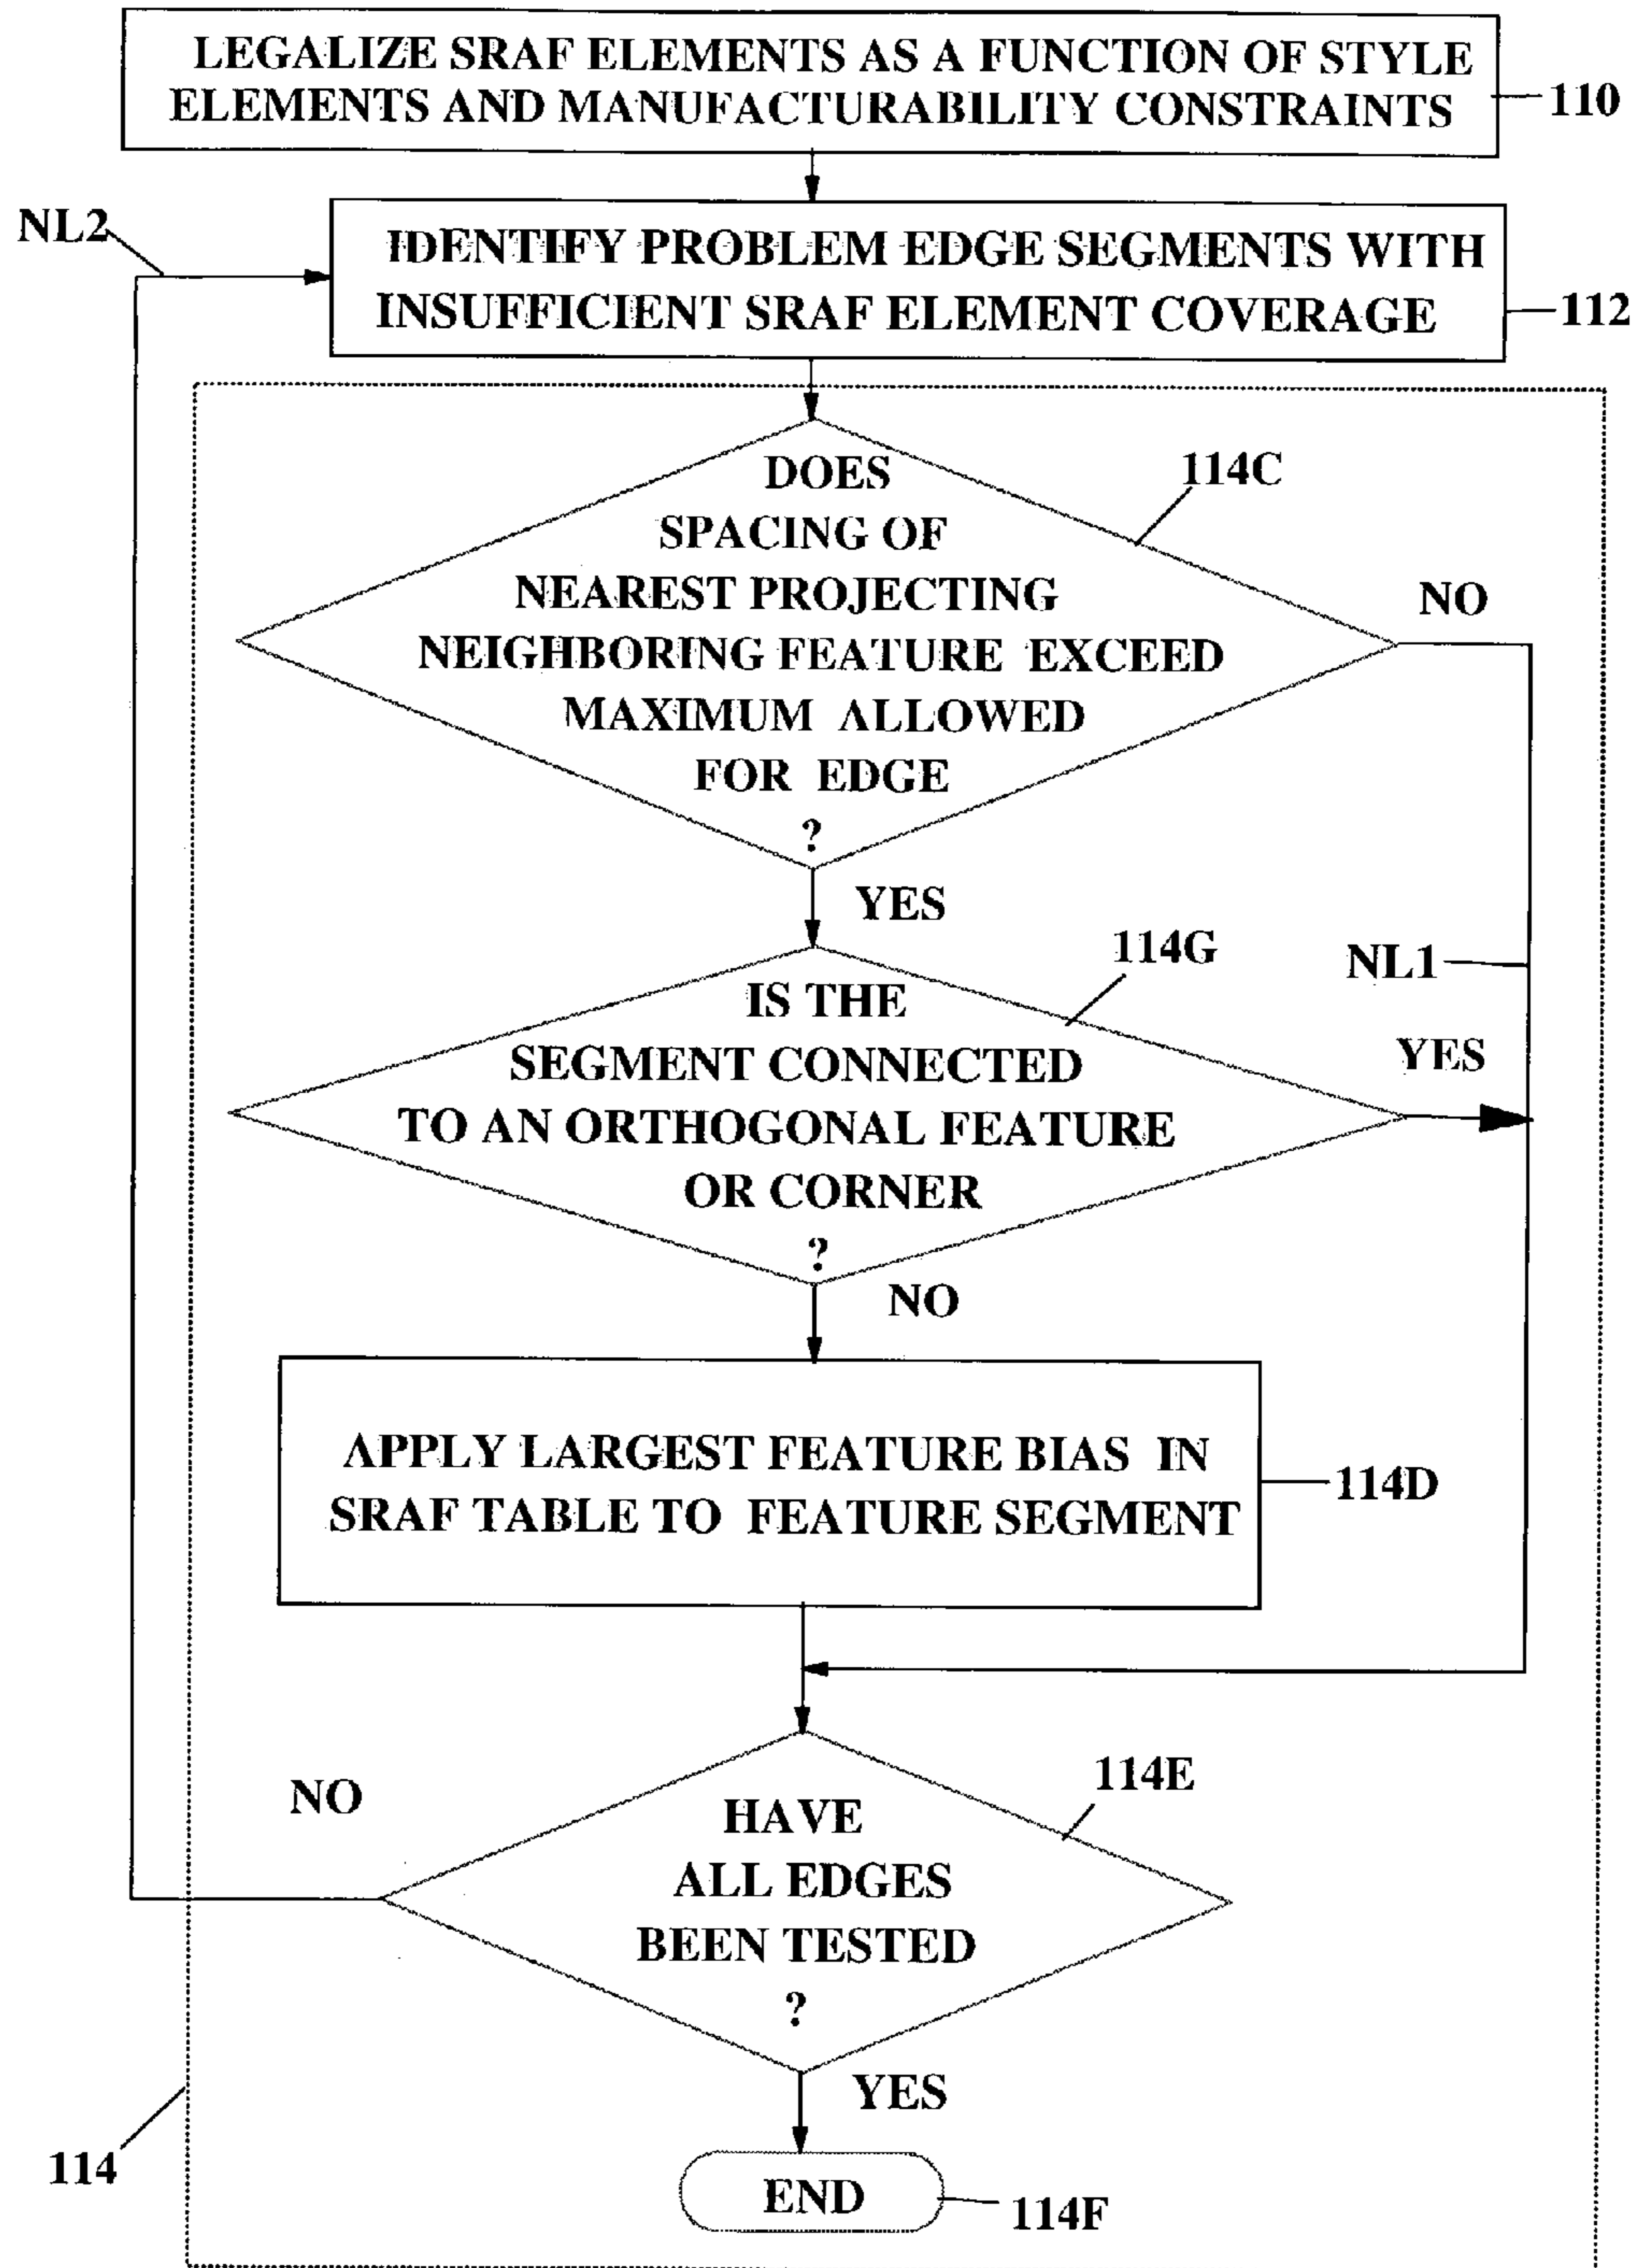 LEGALIZE SRAF ELEMENTS AS A FUNCTION OF STYLE
ELEMENTS AND MANUFACTURABILITY CONSTRAINTS
110
NL2
IDENTIFY PROBLEM EDGE SEGMENTS WITH
INSUFFICIENT SRAF ELEMENT COVERAGE
112
DOES
SPACING OF
NEAREST PROJECTING
NEIGHBORING FEATURE EXCEED
MAXIMUM ALLOWED
FOR EDGE
?
114C
NO
YES
114G
NL1
IS THE
SEGMENT CONNECTED
TO AN ORTHOGONAL FEATURE
OR CORNER
?
YES
NO
APPLY LARGEST FEATURE BIAS IN
SRAF TABLE TO FEATURE SEGMENT
114D
114E
NO
HAVE
ALL EDGES
BEEN TESTED
?
YES
114
END
114F